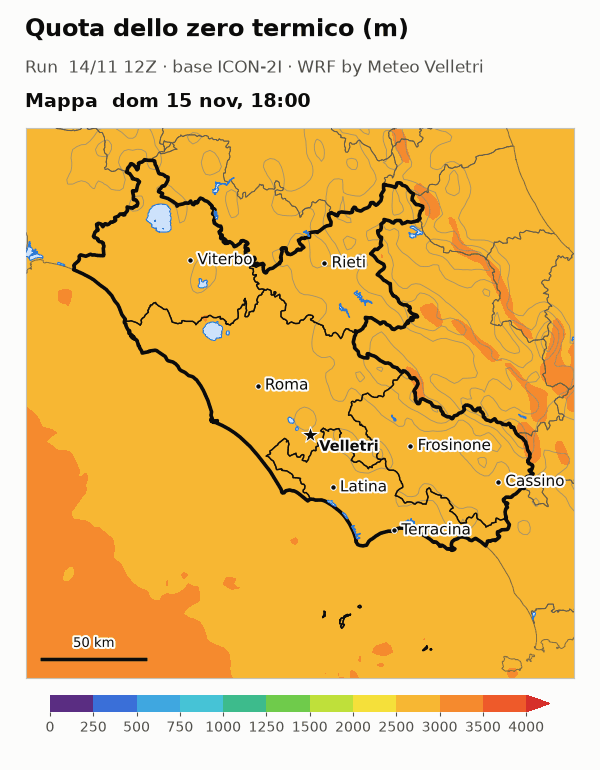 Quota dello zero termico (m)
Run  14/11 12Z · base ICON-2I · WRF by Meteo Velletri
Mappa  dom 15 nov, 18:00
Viterbo
Rieti
Roma
Velletri
Frosinone
Latina
Cassino
Terracina
50 km
0 250 500 750 1000 1250 1500 2000 2500 3000 3500 4000